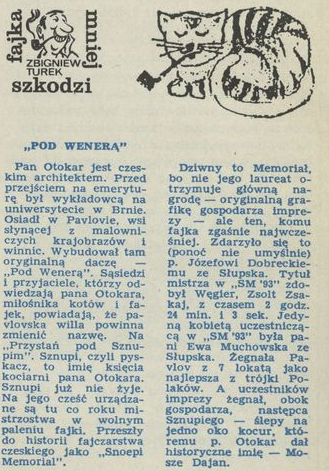 fajka
mniej
ZBIGNIEW
TUREK
szkodzi
„POD WENERĄ”
Pan Otokar jest czes-
kim architektem. Przed
przejściem na emerytu-
rę był wykładowcą na
uniwersytecie w Brnie.
Osiadł w Pavlovie, wsi
słynącej z malowni-
czych krajobrazów i
winnic. Wybudował tam
oryginalną daczę —
„Pod Wenerą”. Sąsiedzi
i przyjaciele, którzy od-
wiedzają pana Otokara,
miłośnika kotów i fa-
jek, powiadają, że pa-
vlovska willa powinna
zmienić nazwę. Na
„Przystań pod Sznu-
pim”. Sznupi, czyli pys-
kacz, to imię księcia
kociarni pana Otokara.
Sznupi już nie żyje.
Na jego cześć urządza-
ne są tu co roku mi-
strzostwa w wolnym
paleniu fajki. Przeszły
do historii fajczarstwa
czeskiego jako „Snoepi
Memorial”.
Dziwny to Memoriał,
bo nie jego laureat o-
trzymuje główną na-
grodę — oryginalną gra-
fikę gospodarza impre-
zy — ale ten, komu
fajka zgaśnie najwcze-
śniej. Zdarzyło się to
(ponoć nie umyślnie)
p. Józefowi Dobreckie-
mu ze Słupska. Tytuł
mistrza w „SM '93” zdo-
był Węgier, Zsolt Zsa-
kaj, z czasem 2 godz.
24 min. i 3 sek. Jedy-
ną kobietą uczestniczą-
cą w „SM '93” była pa-
ni Ewa Muchowska ze
Słupska. Żegnała Pa-
vlov z 7 lokatą jako
najlepsza z trójki Po-
laków. A uczestników
imprezy żegnał, obok
gospodarza, następca
Sznupiego — ślepy na
jedno oko kocur, któ-
remu p. Otokar dał
historyczne imię — Mo-
sze Dajan.